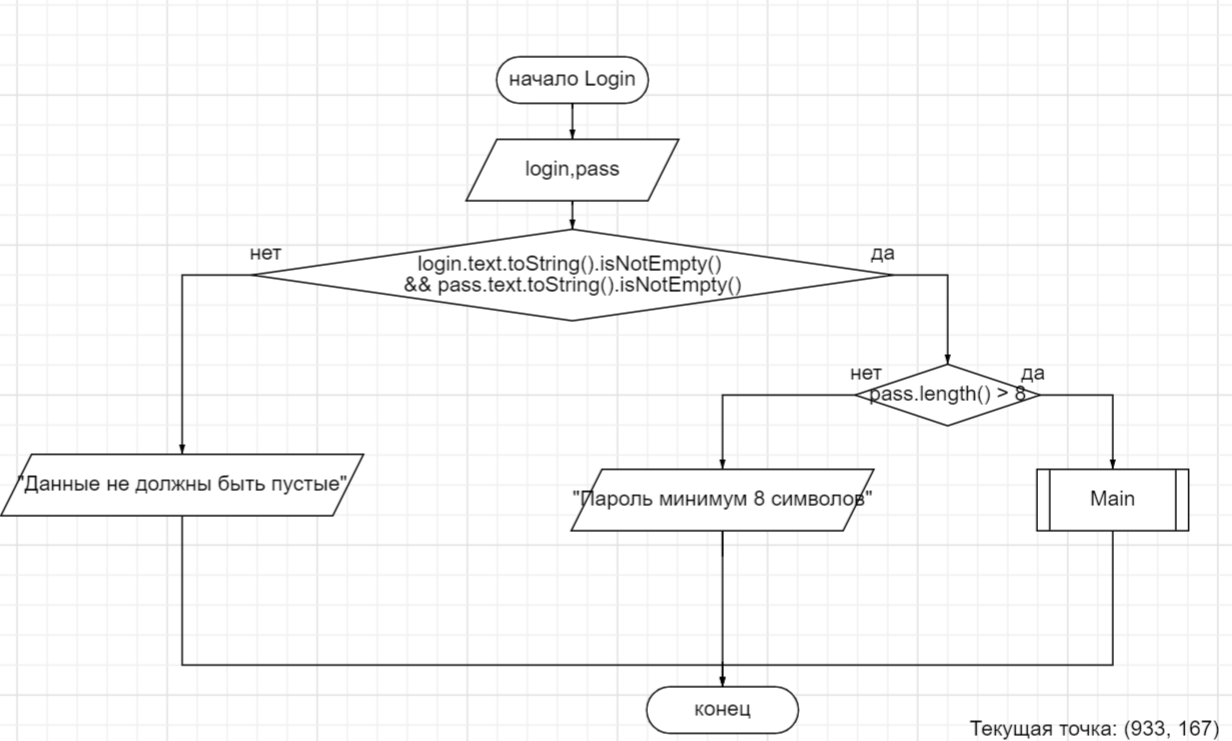 начало Login
login,pass
нет
да
login.text.toString().isNotEmpty()
&& pass.text.toString().isNotEmpty()
нет
да
pass.length() > 8
"Данные не должны быть пустые"
"Пароль минимум 8 символов"
Main
конец
Текущая точка: (933, 167)